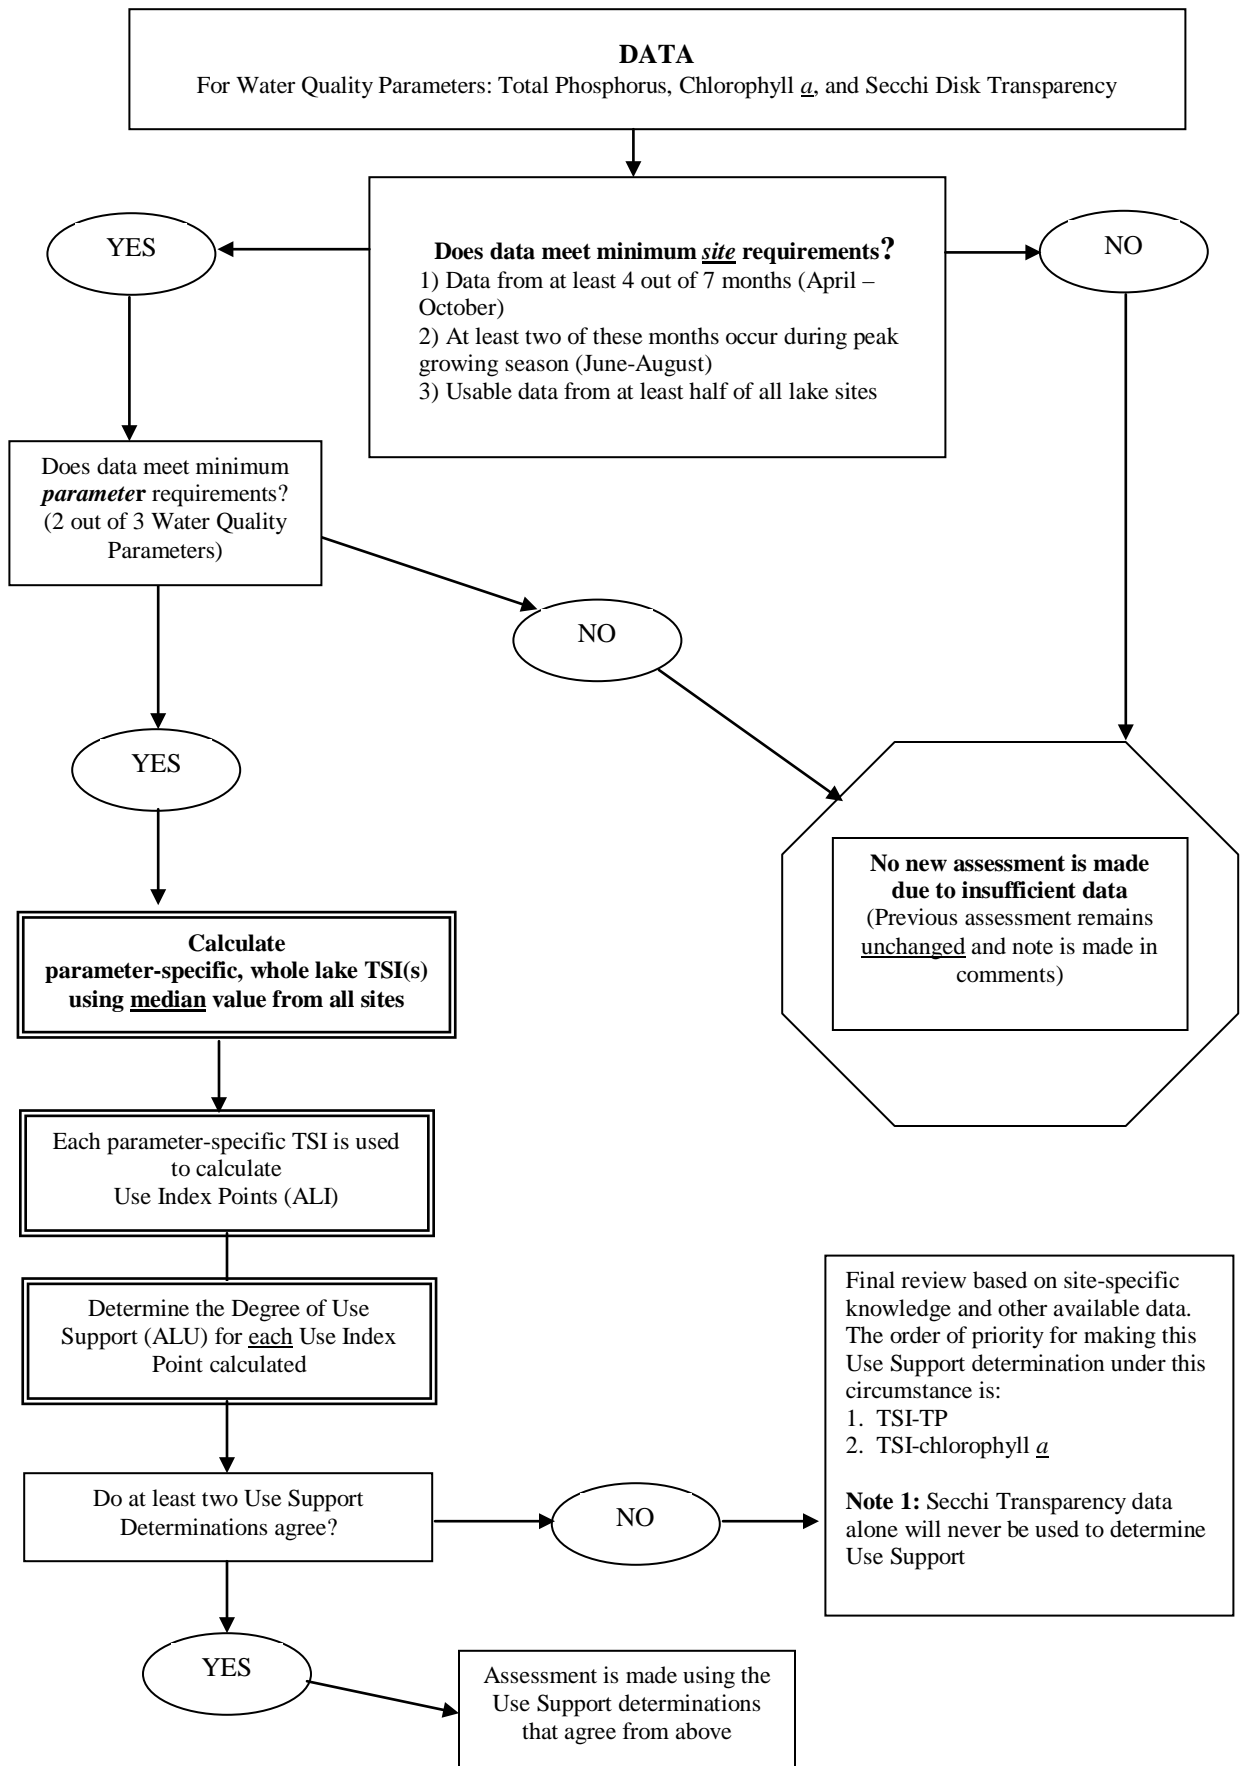 DATA
For Water Quality Parameters: Total Phosphorus, Chlorophyll a, and Secchi Disk Transparency
YES
Does data meet minimum site requirements?
1) Data from at least 4 out of 7 months (April –
October)
2) At least two of these months occur during peak
growing season (June-August)
3) Usable data from at least half of all lake sites
NO
Does data meet minimum
parameter requirements?
(2 out of 3 Water Quality
Parameters)
NO
YES
No new assessment is made
due to insufficient data
(Previous assessment remains
unchanged and note is made in
comments)
Calculate
parameter-specific, whole lake TSI(s)
using median value from all sites
Each parameter-specific TSI is used
to calculate
Use Index Points (ALI)
Determine the Degree of Use
Support (ALU) for each Use Index
Point calculated
Final review based on site-specific
knowledge and other available data.
The order of priority for making this
Use Support determination under this
circumstance is:
1. TSI-TP
2. TSI-chlorophyll a
Note 1: Secchi Transparency data
alone will never be used to determine
Use Support
Do at least two Use Support
Determinations agree?
NO
YES
Assessment is made using the
Use Support determinations
that agree from above